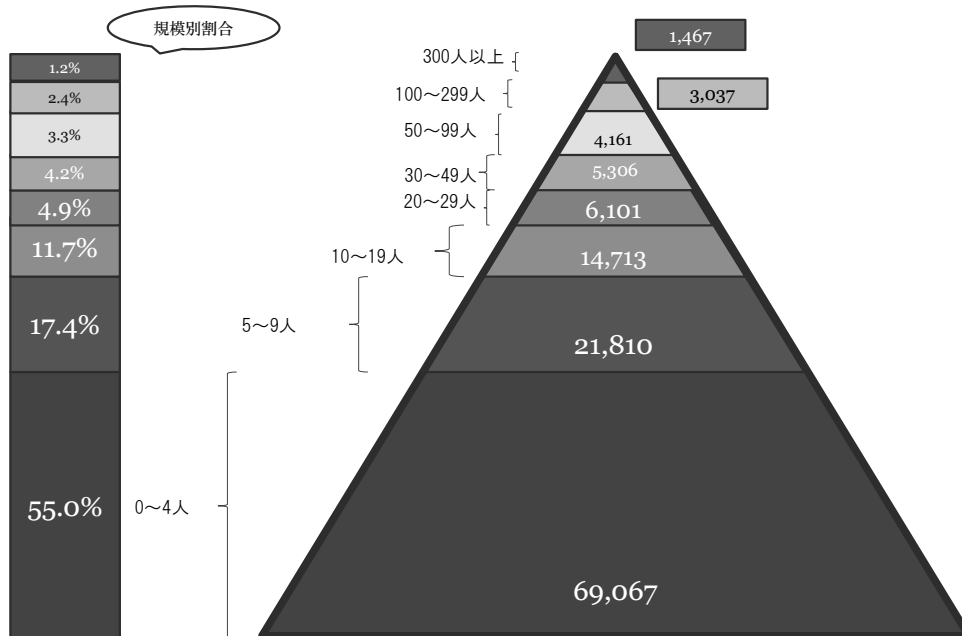 規模別割合
1.2%
2.4%
3.3%
4.2%
4.9%
11.7%
17.4%
55.0%
300人以上
100～299人
50～99人
30～49人
20～29人
10～19人
5～9人
0～4人
1,467
3,037
4,161
5,306
6,101
14,713
21,810
69,067